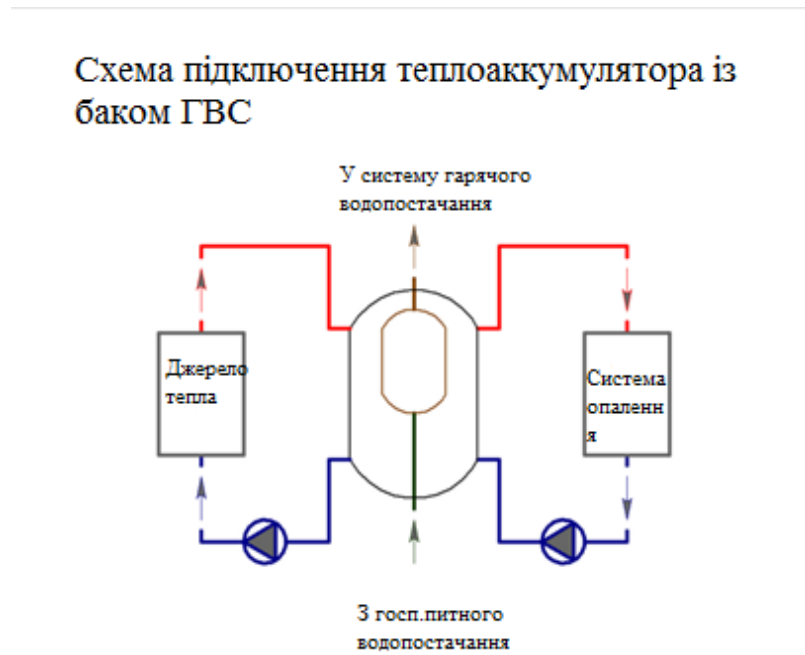 Схема підключення теплоаккумулятора із
баком ГВС
У систему гарячого
водопостачання
Джерело
тепла
Система
опаленн
я
З госп.питного
водопостачання